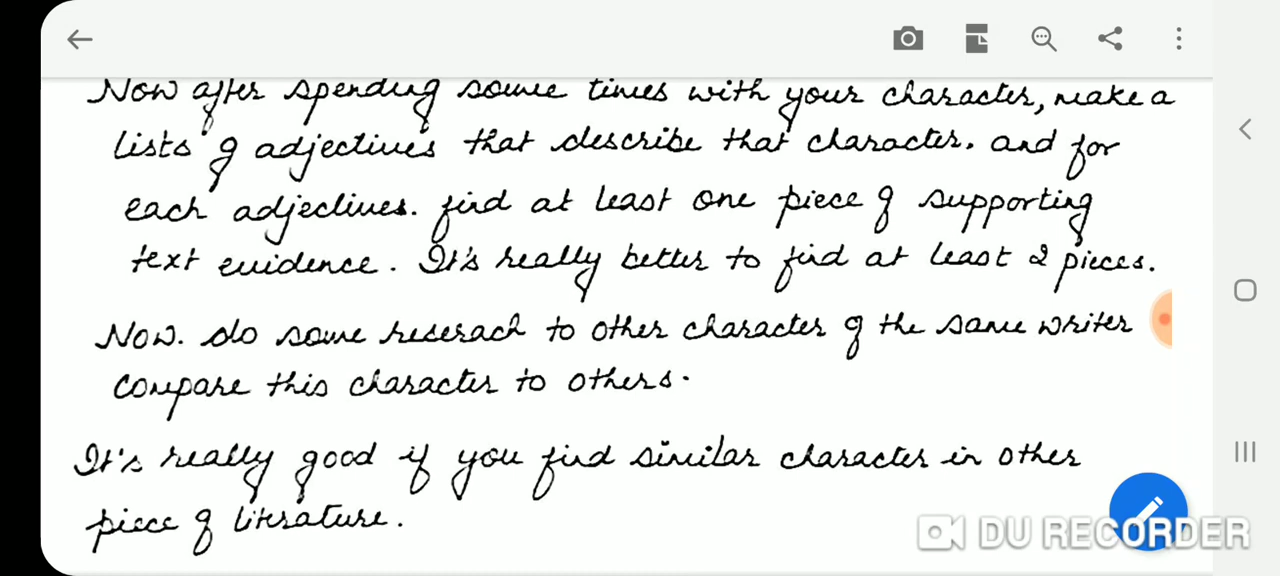 Now after spending some times with your character, make a
lists of adjectives that describe that character. and for
each adjectives. find at least one piece of supporting
text evidence. It's really better to find at least 2 pieces.
Now. do some reserach to other character of the same writer
compare this character to others.
It's really good if you find similar character in other
piece of literature.
DU RECORDER